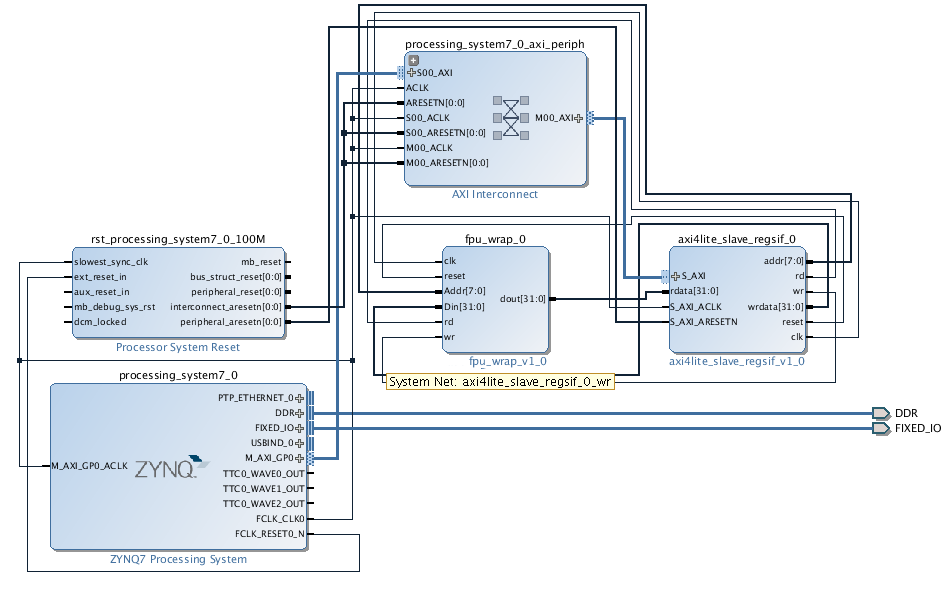 processing_system7_0_axi_periph
S00_AXI
ACLK
ARESETN[0:0]
S00_ACLK
S00_ARESETN[0:0]
M00_ACLK
M00_ARESETN[0:0]
M00_AXI
AXI Interconnect
rst_processing_system7_0_100M
slowest_sync_clk
ext_reset_in
aux_reset_in
mb_debug_sys_rst
dcm_locked
mb_reset
bus_struct_reset[0:0]
peripheral_reset[0:0]
interconnect_aresetn[0:0]
peripheral_aresetn[0:0]
Processor System Reset
fpu_wrap_0
clk
reset
Addr[7:0]
Din[31:0]
rd
wr
dout[31:0]
fpu_wrap_v1_0
axi4lite_slave_regsif_0
S_AXI
rdata[31:0]
S_AXI_ACLK
S_AXI_ARESETN
addr[7:0]
rd
wr
wrdata[31:0]
reset
clk
axi4lite_slave_regsif_v1_0
System Net: axi4lite_slave_regsif_0_wr
processing_system7_0
M_AXI_GP0_ACLK
ZYNQ
PTP_ETHERNET_0
DDR
FIXED_IO
USBIND_0
M_AXI_GP0
TTC0_WAVE0_OUT
TTC0_WAVE1_OUT
TTC0_WAVE2_OUT
FCLK_CLK0
FCLK_RESET0_N
ZYNQ7 Processing System
DDR
FIXED_IO